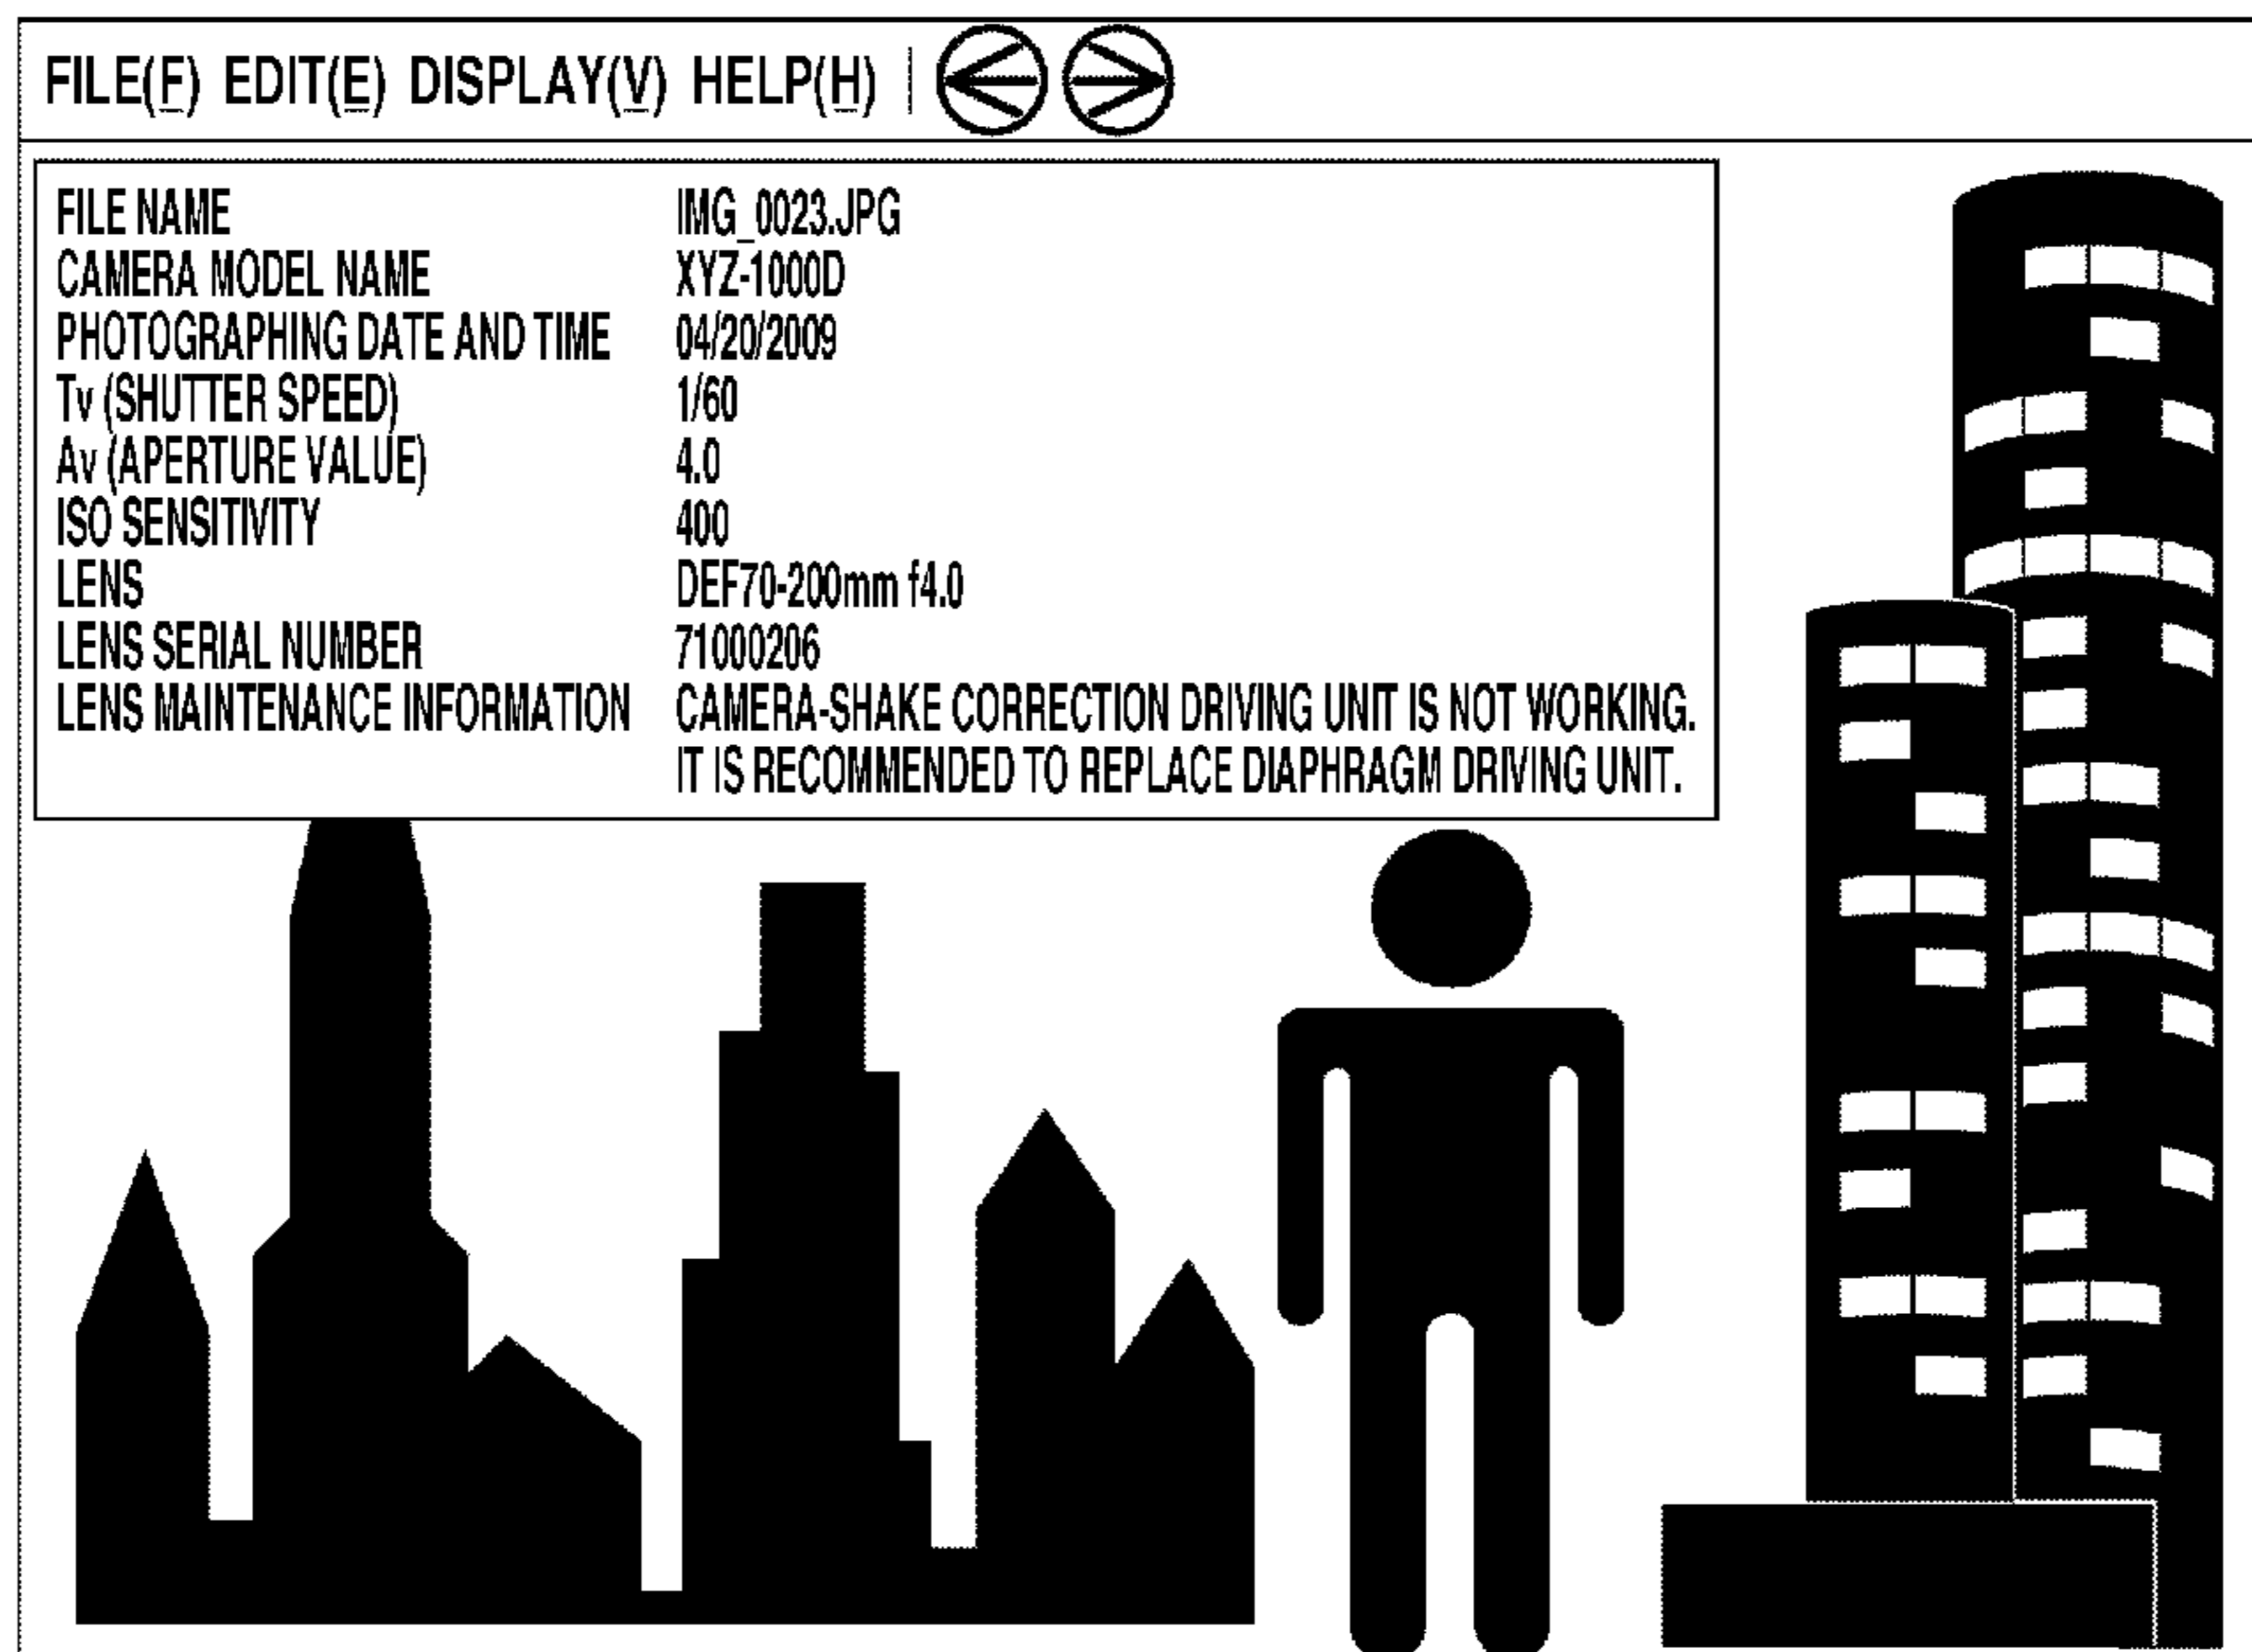 FILE(F) EDIT(E) DISPLAY(V) HELP(H)
FILE NAME IMG_0023.JPG
CAMERA MODEL NAME XYZ-1000D
PHOTOGRAPHING DATE AND TIME 04/20/2009
Tv (SHUTTER SPEED) 1/60
Av (APERTURE VALUE) 4.0
ISO SENSITIVITY 400
LENS DEF70-200mm f4.0
LENS SERIAL NUMBER 71000206
LENS MAINTENANCE INFORMATION CAMERA-SHAKE CORRECTION DRIVING UNIT IS NOT WORKING.
IT IS RECOMMENDED TO REPLACE DIAPHRAGM DRIVING UNIT.